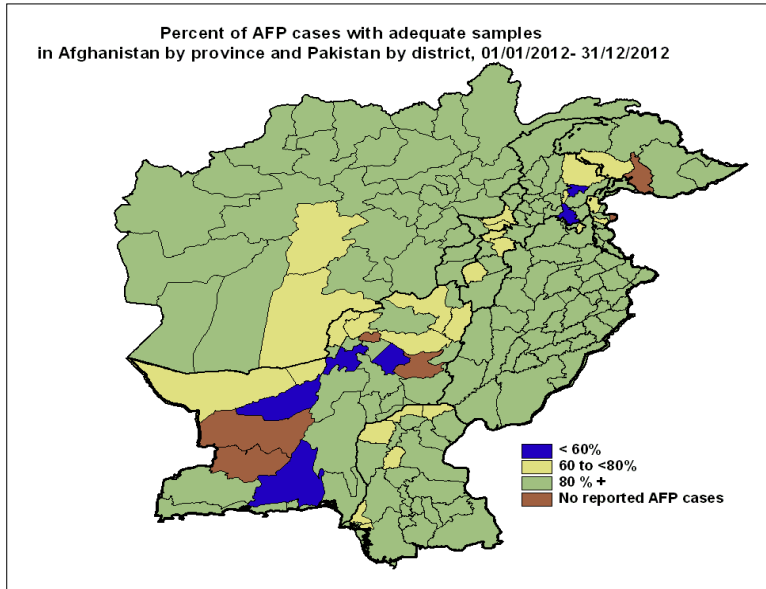 Percent of AFP cases with adequate samples
in Afghanistan by province and Pakistan by district, 01/01/2012- 31/12/2012
< 60%
60 to <80%
80 % +
No reported AFP cases